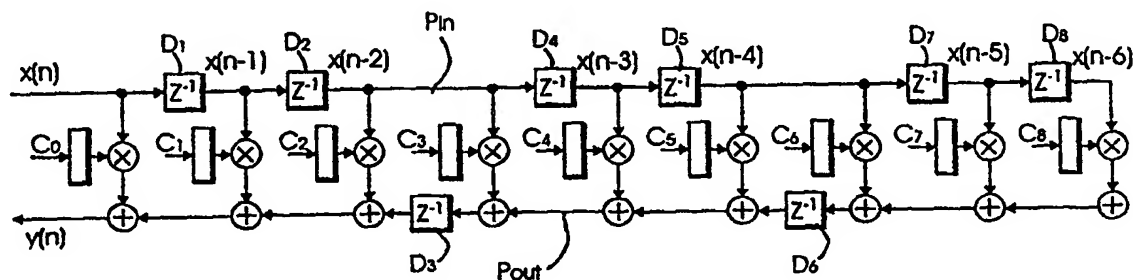 Pin
D1 D2 D4 D5 D7 D8
x(n) Z-1 x(n-1) Z-1 x(n-2) Z-1 x(n-3) Z-1 x(n-4) Z-1 x(n-5) Z-1 x(n-6)
C0 C1 C2 C3 C4 C5 C6 C7 C8
y(n) Z-1 Z-1
D3 Pout D6